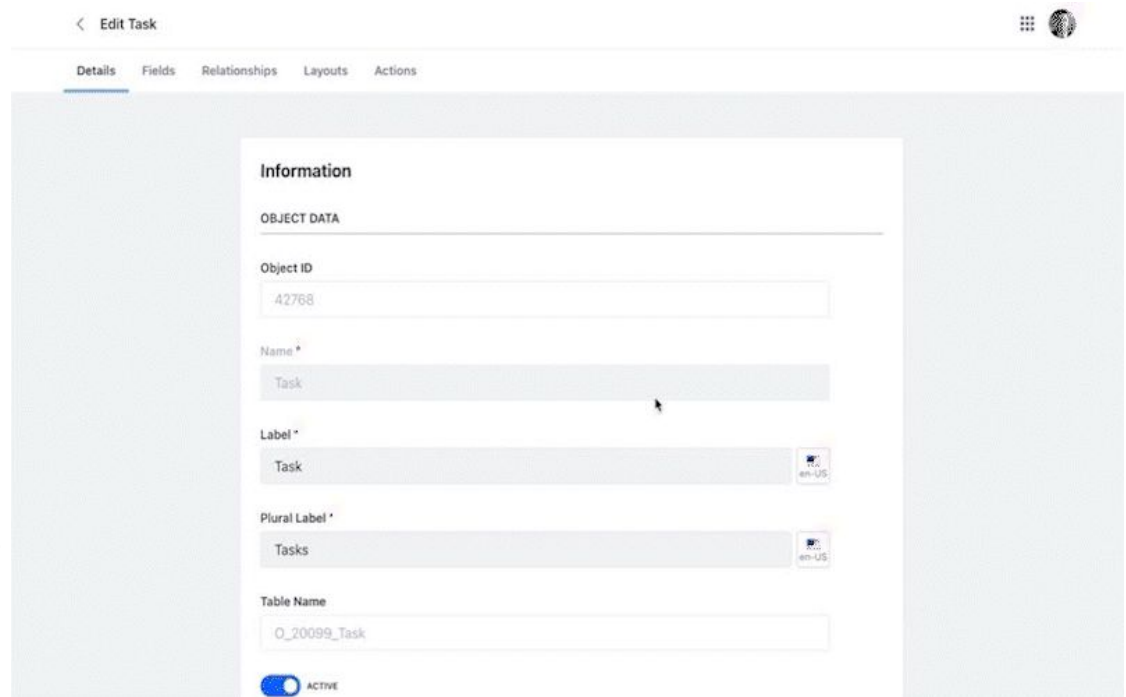 Edit Task
Details Fields Relationships Layouts Actions
Information
OBJECT DATA
Object ID
42768
Name *
Task
Label *
Task
en-US
Plural Label *
Tasks
en-US
Table Name
O_20099_Task
ACTIVE